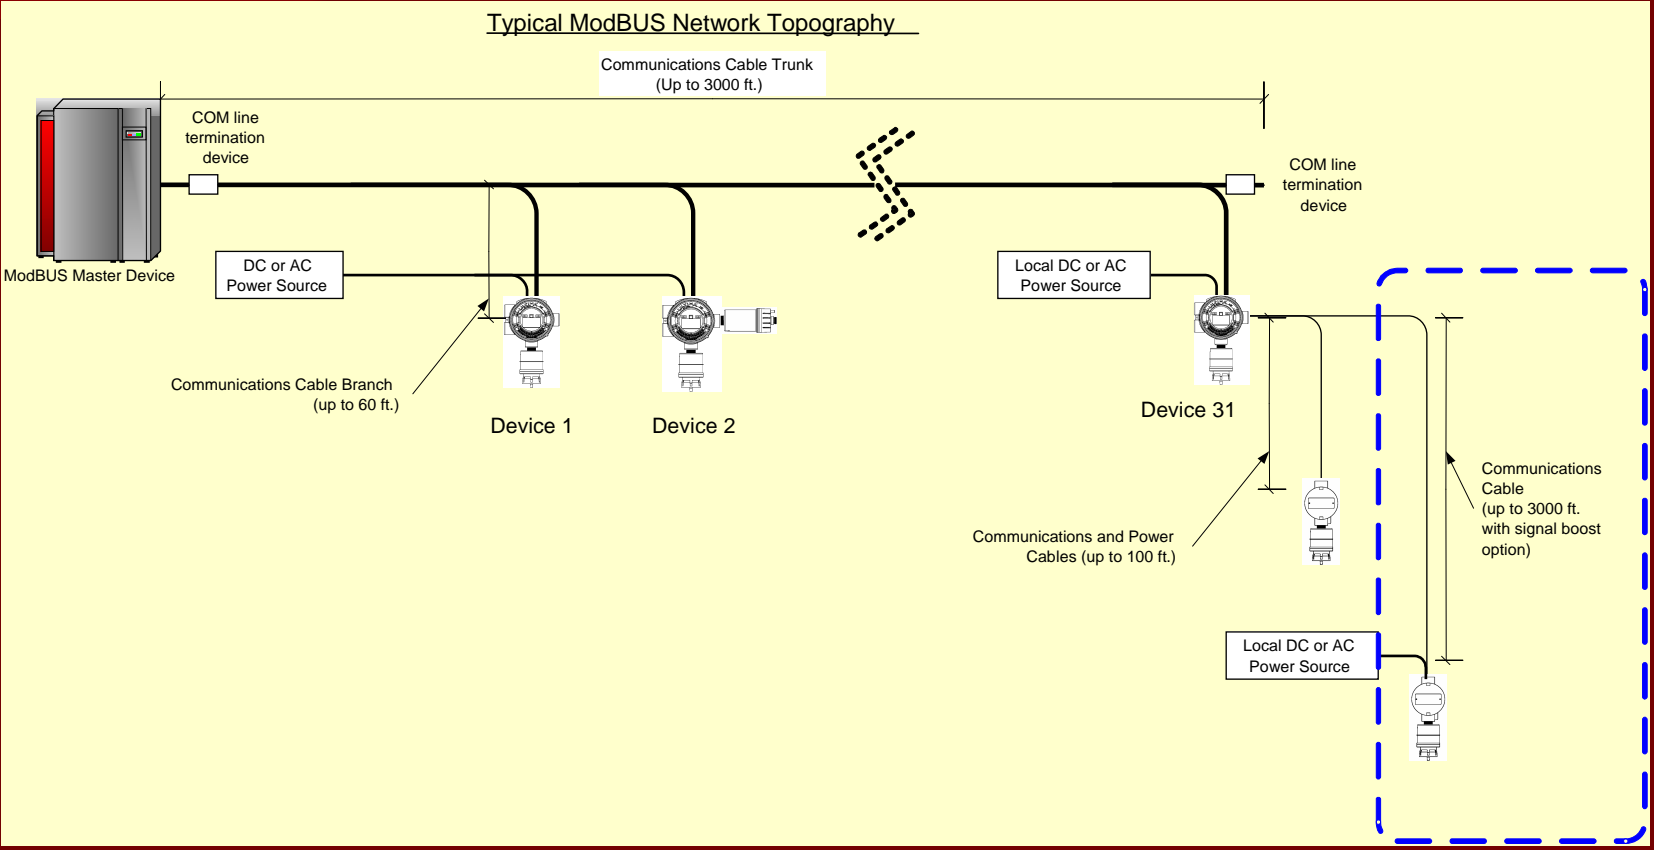 Typical ModBUS Network Topography
Communications Cable Trunk
(Up to 3000 ft.)
COM line
termination
device
COM line
termination
device
ModBUS Master Device
DC or AC
Power Source
Local DC or AC
Power Source
Communications Cable Branch
(up to 60 ft.)
Device 1
Device 2
Device 31
Communications
Cable
(up to 3000 ft.
with signal boost
option)
Communications and Power
Cables (up to 100 ft.)
Local DC or AC
Power Source